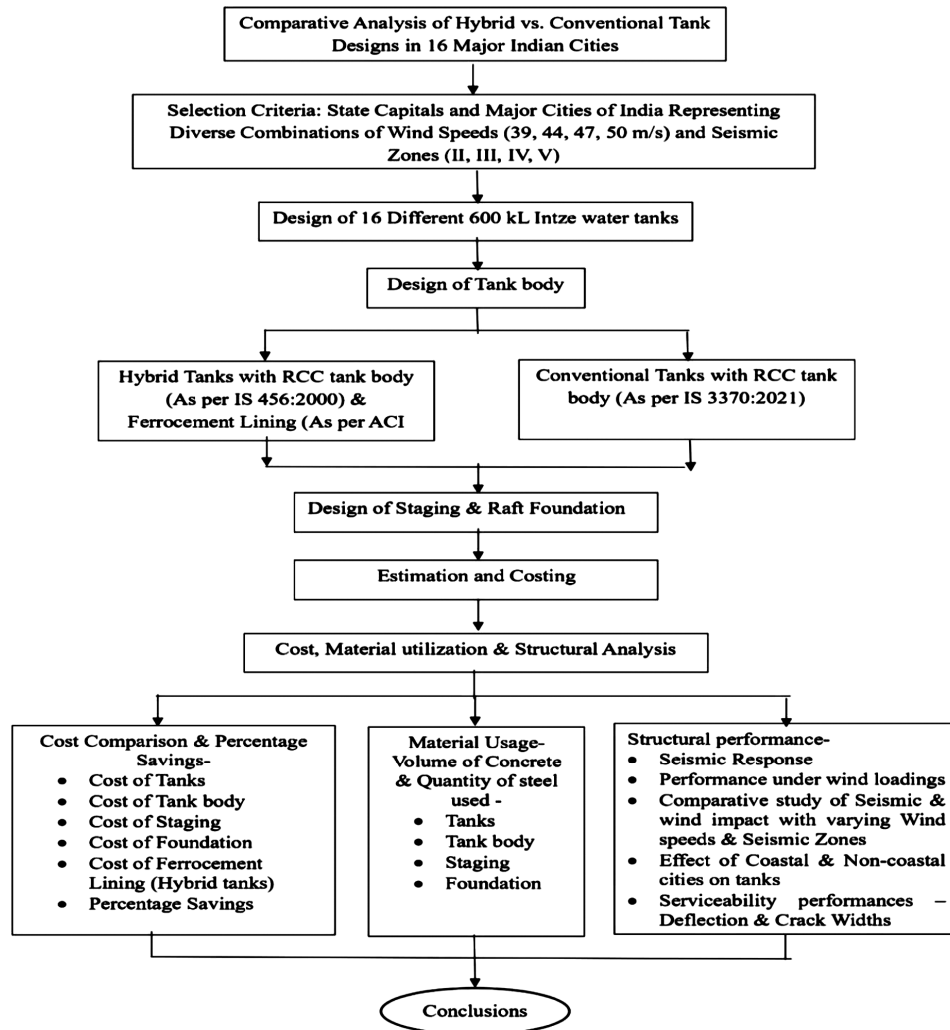 Comparative Analysis of Hybrid vs. Conventional Tank
Designs in 16 Major Indian Cities
Selection Criteria: State Capitals and Major Cities of India Representing
Diverse Combinations of Wind Speeds (39, 44, 47, 50 m/s) and Seismic
Zones (II, III, IV, V)
Design of 16 Different 600 kL Intze water tanks
Design of Tank body
Hybrid Tanks with RCC tank body
(As per IS 456:2000) &
Ferrocement Lining (As per ACI
Conventional Tanks with RCC tank
body (As per IS 3370:2021)
Design of Staging & Raft Foundation
Estimation and Costing
Cost, Material utilization & Structural Analysis
Cost Comparison & Percentage
Savings-
• Cost of Tanks
• Cost of Tank body
• Cost of Staging
• Cost of Foundation
• Cost of Ferrocement
Lining (Hybrid tanks)
• Percentage Savings
Material Usage-
Volume of Concrete
& Quantity of steel
used -
• Tanks
• Tank body
• Staging
• Foundation
Structural performance-
• Seismic Response
• Performance under wind loadings
• Comparative study of Seismic &
wind impact with varying Wind
speeds & Seismic Zones
• Effect of Coastal & Non-coastal
cities on tanks
• Serviceability performances –
Deflection & Crack Widths
Conclusions